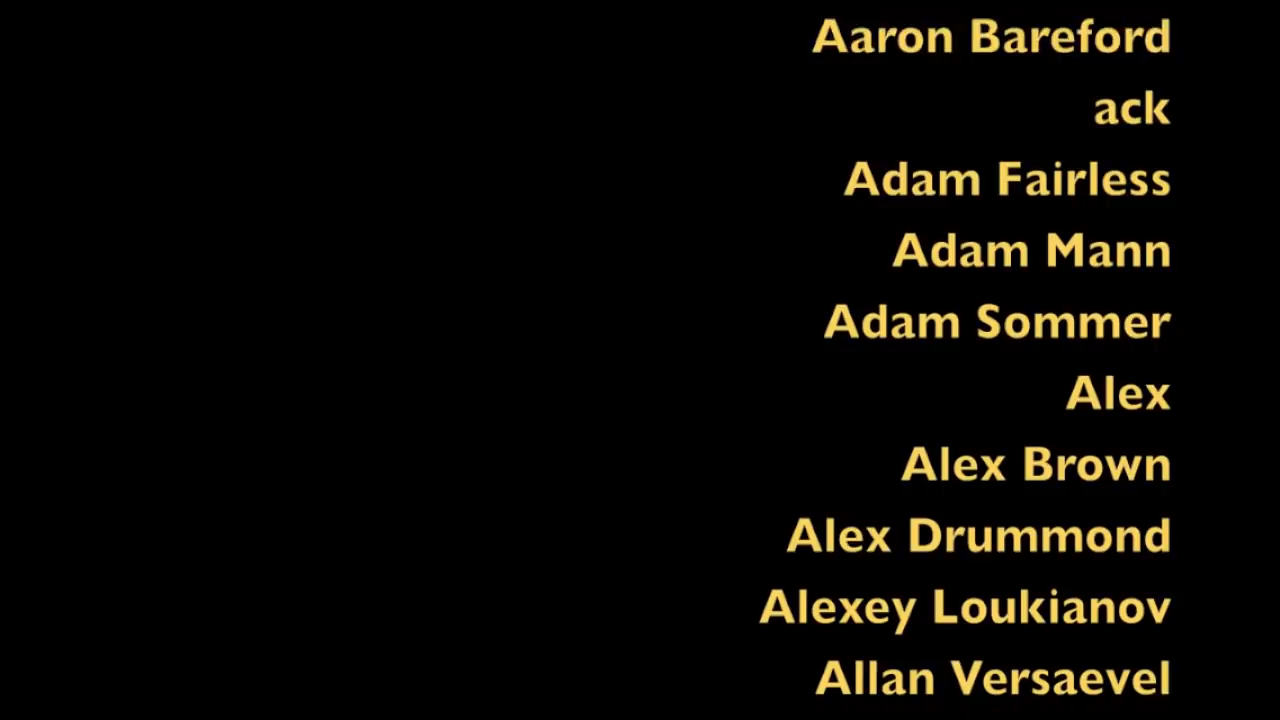 Aaron Bareford
ack
Adam Fairless
Adam Mann
Adam Sommer
Alex
Alex Brown
Alex Drummond
Alexey Loukianov
Allan Versaevel